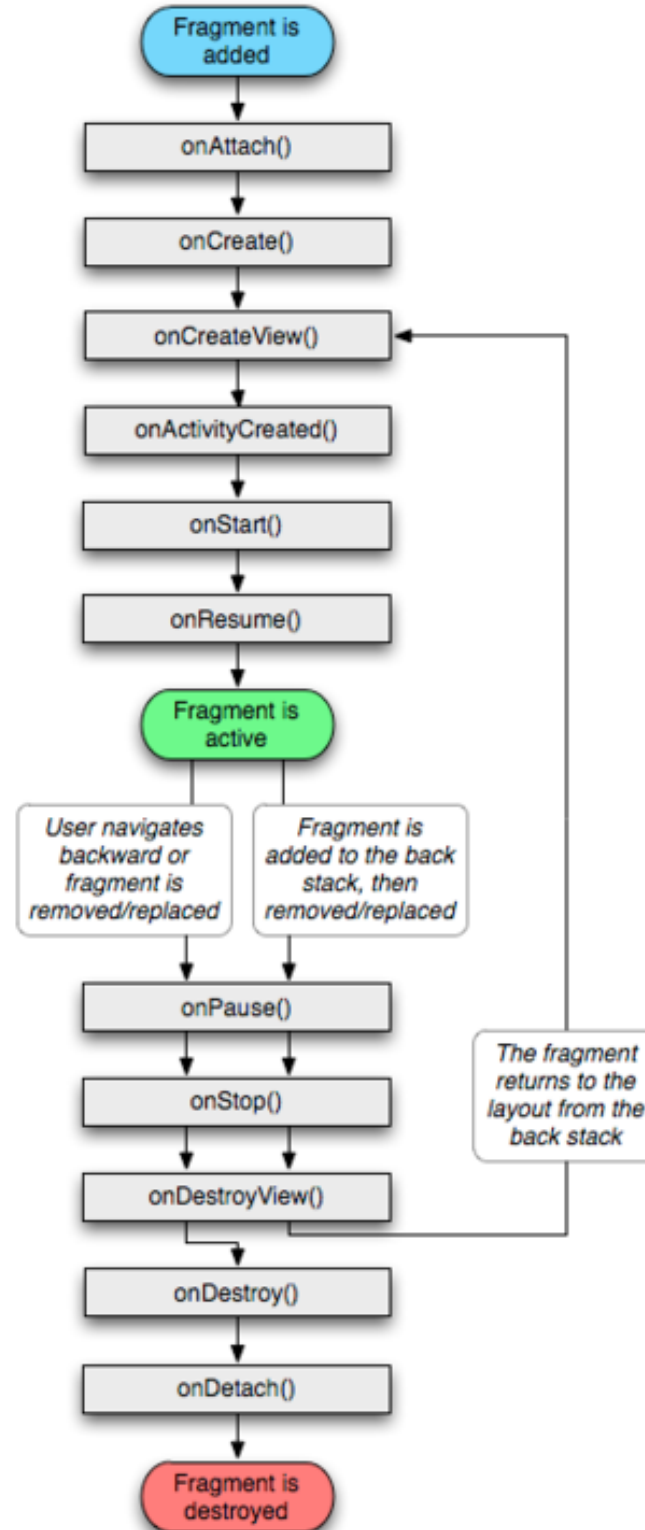 Fragment is
added
onAttach()
onCreate()
onCreateView()
onActivityCreated()
onStart()
onResume()
Fragment is
active
User navigates
backward or
fragment is
removed/replaced
Fragment is
added to the back
stack, then
removed/replaced
onPause()
onStop()
onDestroyView()
The fragment
returns to the
layout from the
back stack
onDestroy()
onDetach()
Fragment is
destroyed